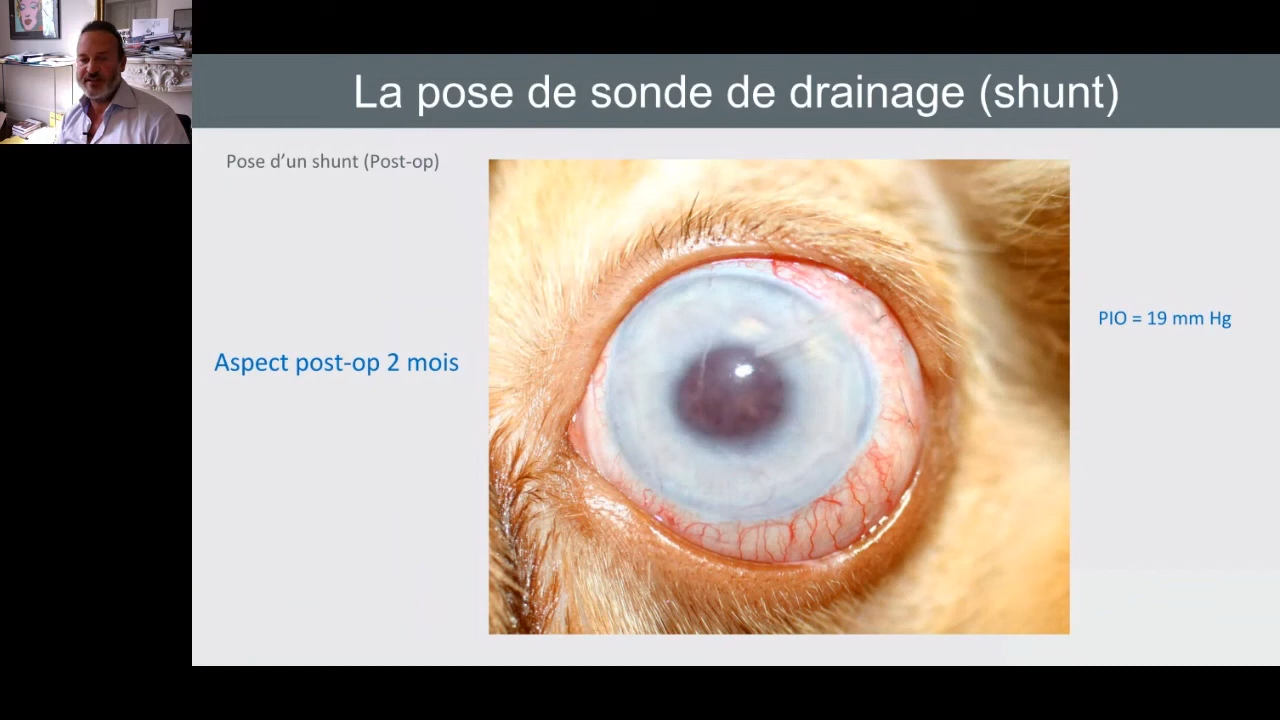 La pose de sonde de drainage (shunt)
Pose d’un shunt (Post-op)
PIO = 19 mm Hg
Aspect post-op 2 mois